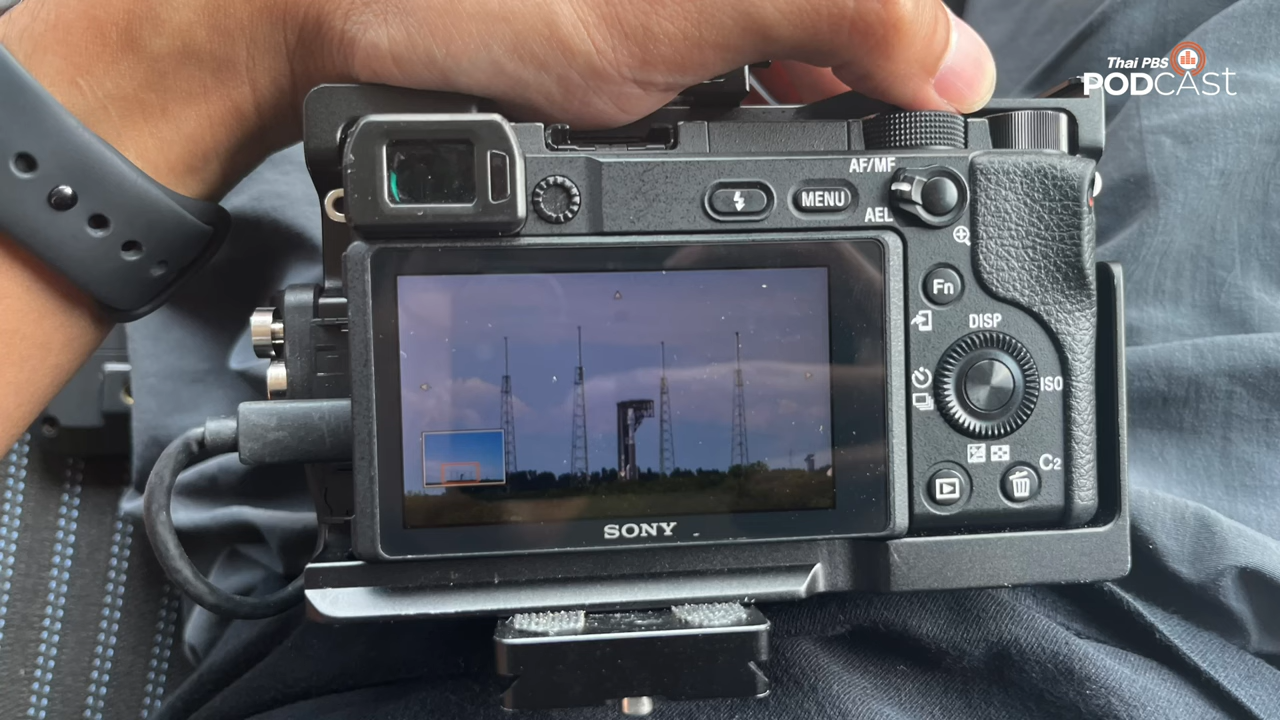 Thai PBS
PODCAST
AF/MF
MENU
AEL
Fn
DISP
ISO
C2
SONY